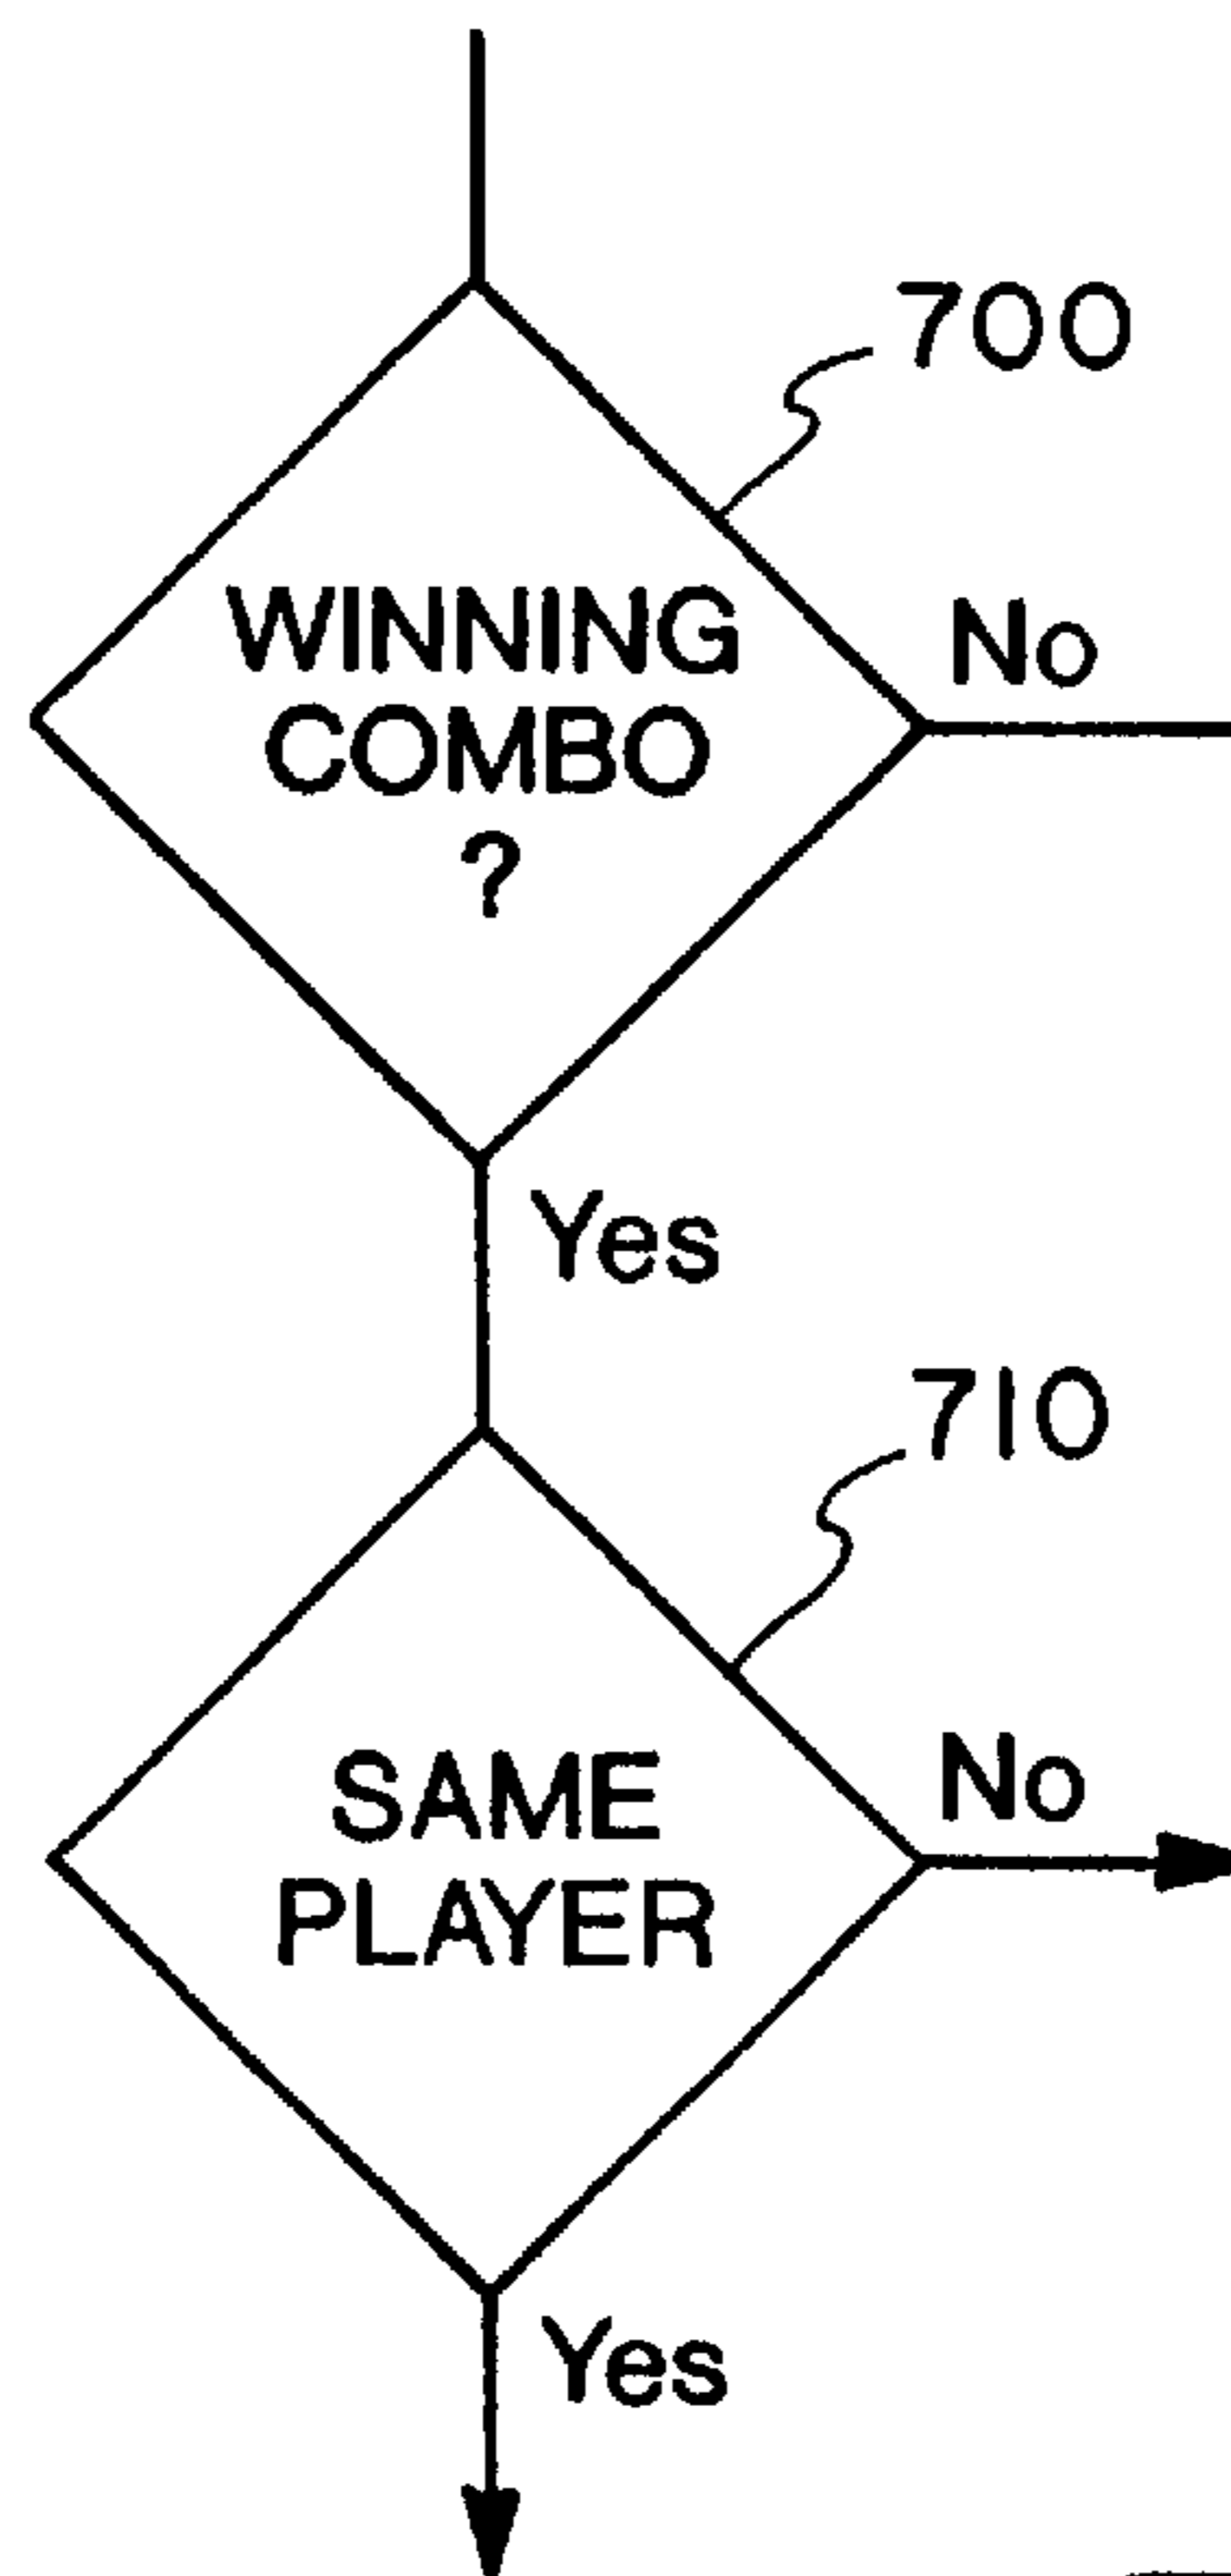 700
WINNING
COMBO
?
No
Yes
710
SAME
PLAYER
No
Yes